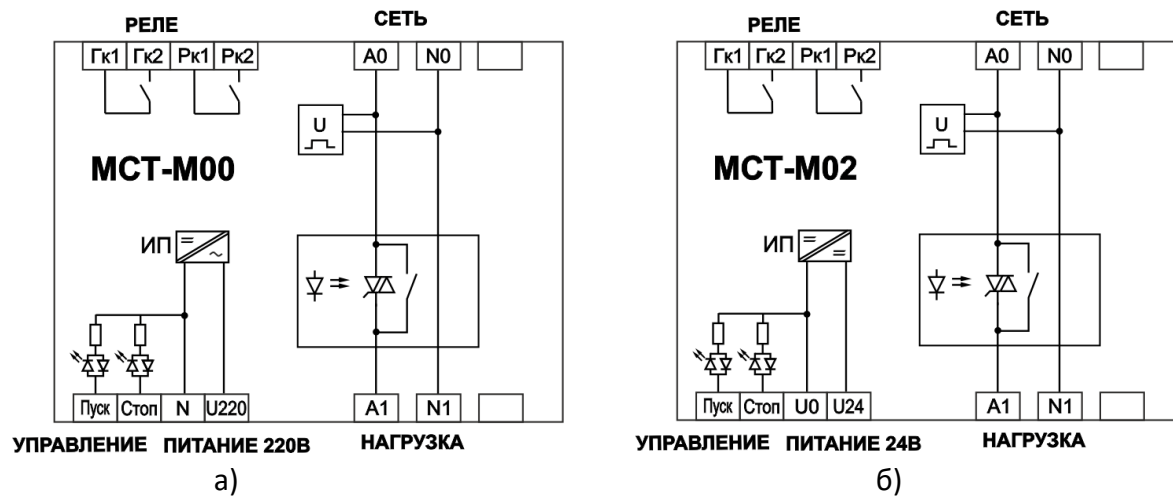 РЕЛЕ
СЕТЬ
Гк1 Гк2 Рк1 Рк2
A0 N0
U
МСТ-М00
ИП
Пуск Стоп N U220
A1 N1
УПРАВЛЕНИЕ ПИТАНИЕ 220В
НАГРУЗКА
а)
РЕЛЕ
СЕТЬ
Гк1 Гк2 Рк1 Рк2
A0 N0
U
МСТ-М02
ИП
Пуск Стоп U0 U24
A1 N1
УПРАВЛЕНИЕ ПИТАНИЕ 24В
НАГРУЗКА
б)